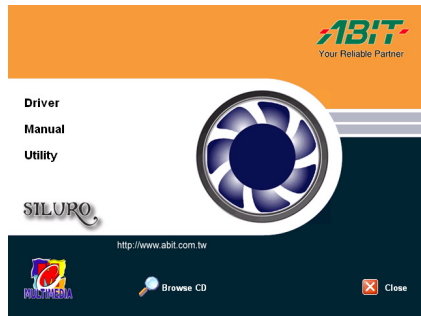 ABIT
Your Reliable Partner
Driver
Manual
Utility
SILURO
http://www.abit.com.tw
MULTIMEDIA
Browse CD
Close